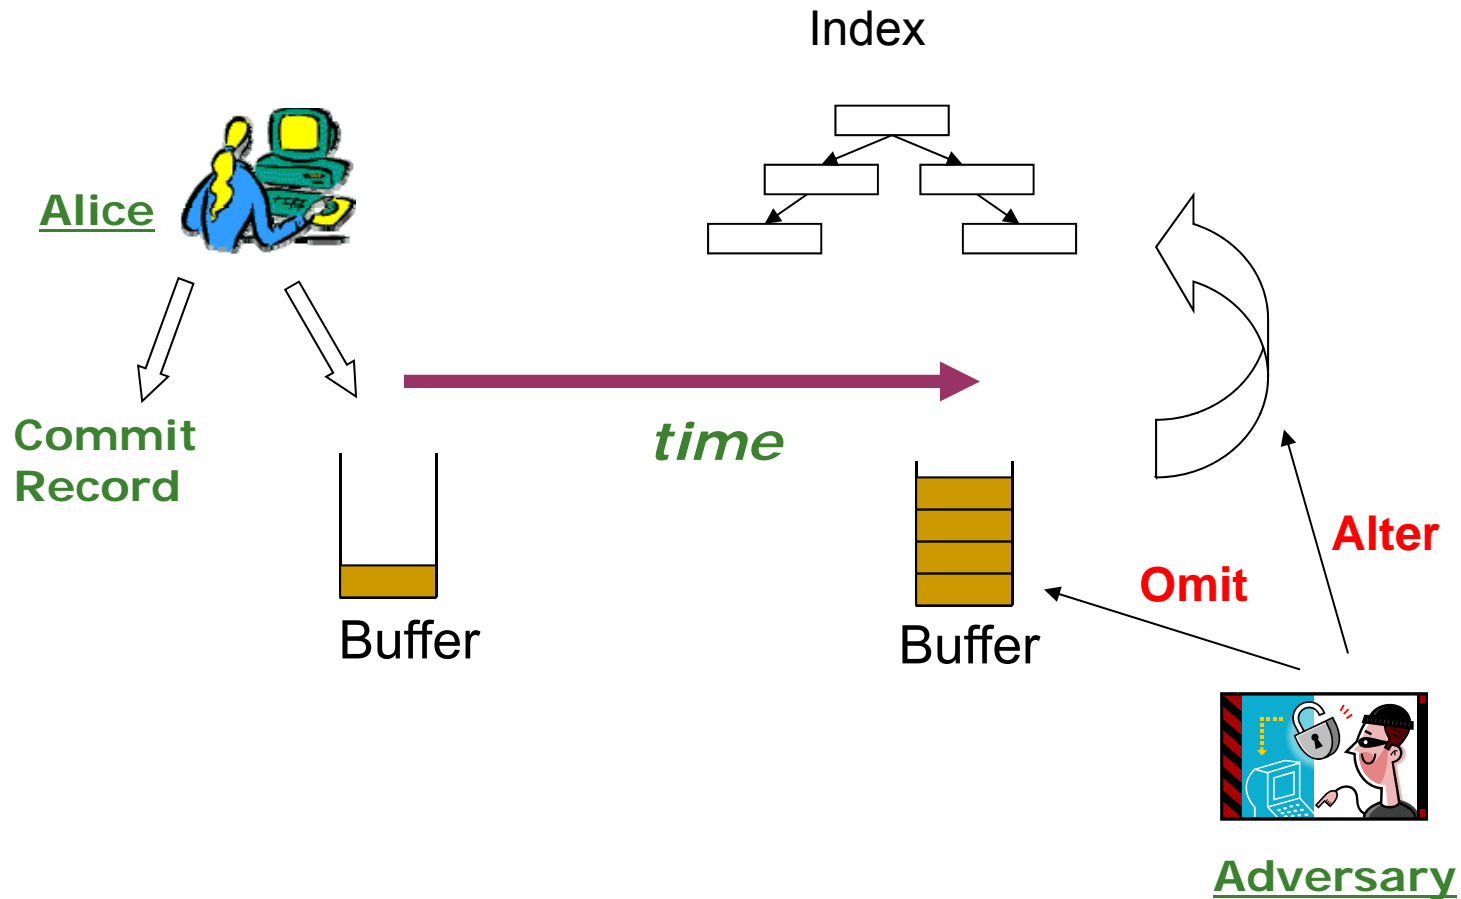 Index
Alice
Commit
Record
time
Buffer
Buffer
Omit
Alter
Adversary